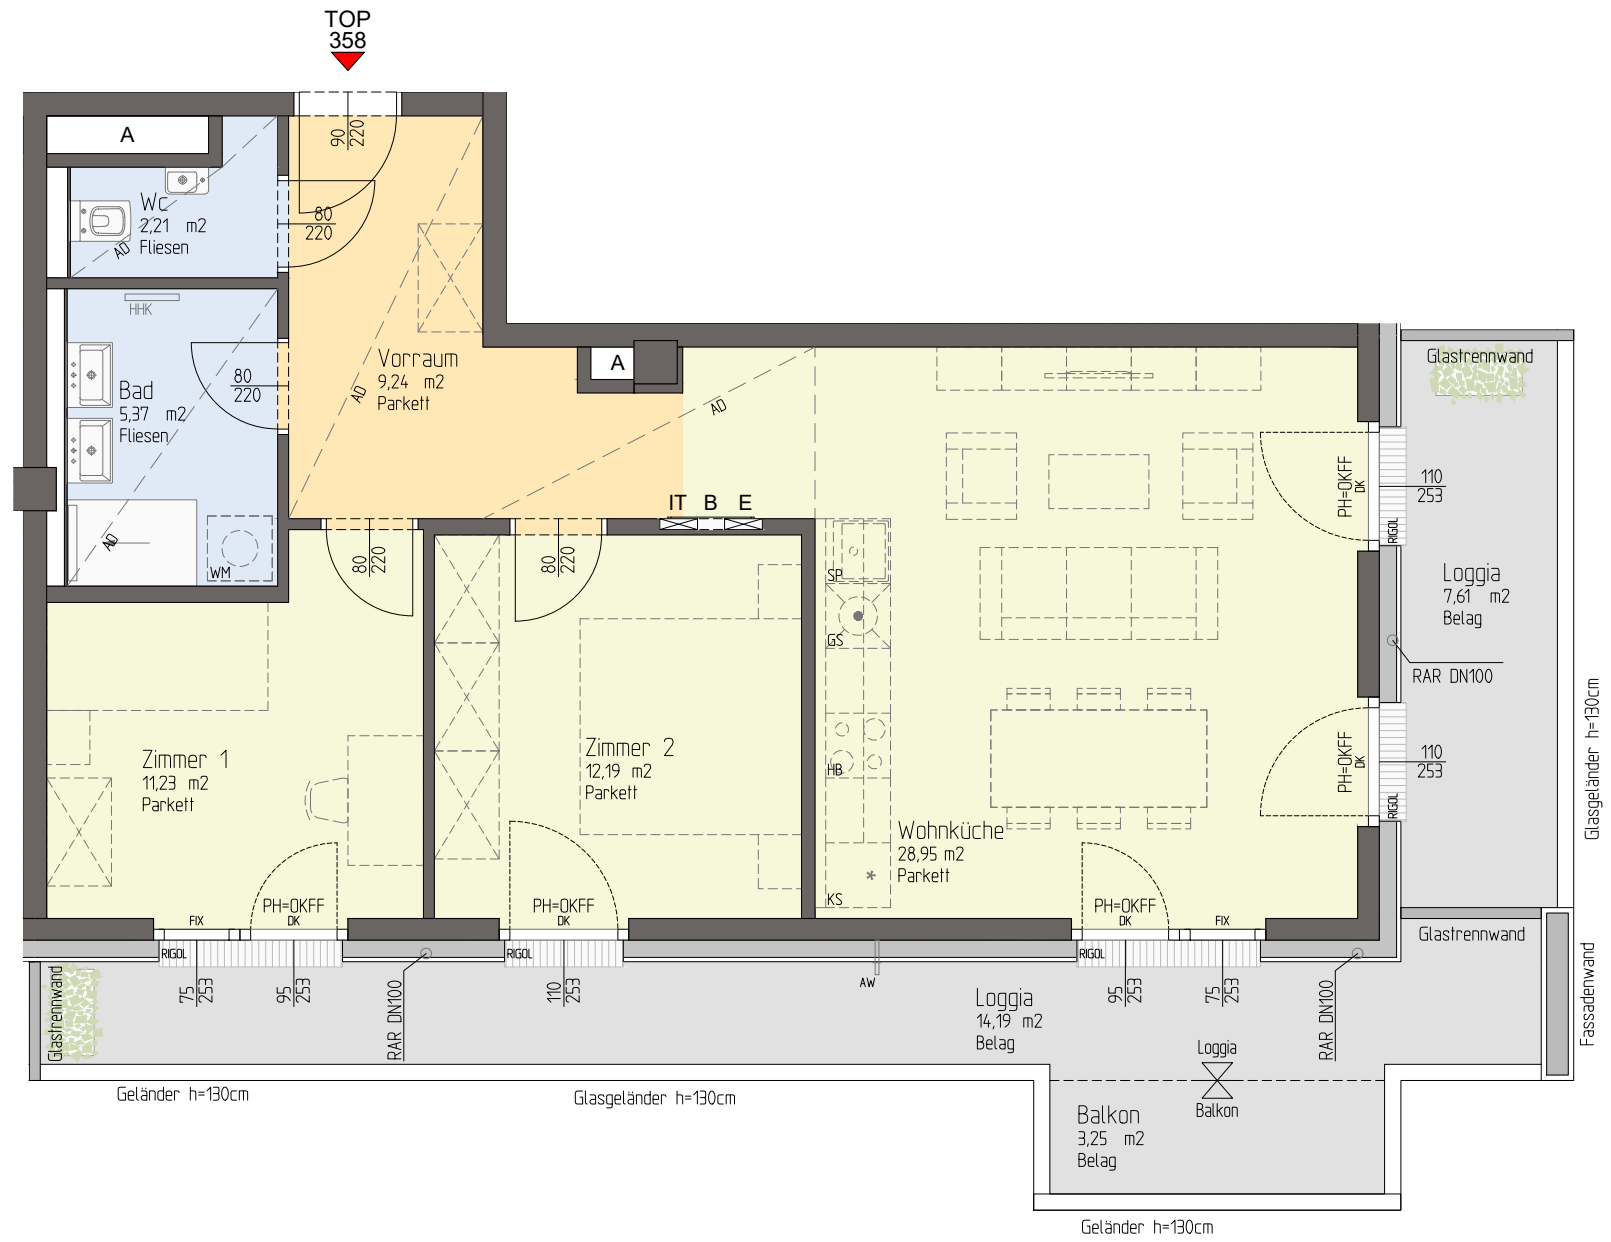 TOP
358
A
90
220
Wc
2,21 m2
Fliesen
AD
80
220
HHK
Bad
5,37 m2
Fliesen
80
220
AD
WM
Vorraum
9,24 m2
Parkett
AD
A
AD
IT B E
80
220
80
220
Zimmer 1
11,23 m2
Parkett
Zimmer 2
12,19 m2
Parkett
SP
GS
HB
KS
*
Wohnküche
28,95 m2
Parkett
PH=OKFF
DK
RIGOL
110
253
PH=OKFF
DK
RIGOL
110
253
Glastrennwand
Loggia
7,61 m2
Belag
RAR DN100
Glasgeländer h=130cm
Glastrennwand
Fassadenwand
FIX
PH=OKFF
DK
RIGOL
75
253
95
253
PH=OKFF
DK
RIGOL
110
253
PH=OKFF
DK
FIX
RIGOL
95
253
75
253
Glastrennwand
RAR DN100
AW
Loggia
14,19 m2
Belag
RAR DN100
Loggia
Balkon
Balkon
3,25 m2
Belag
Geländer h=130cm
Glasgeländer h=130cm
Geländer h=130cm